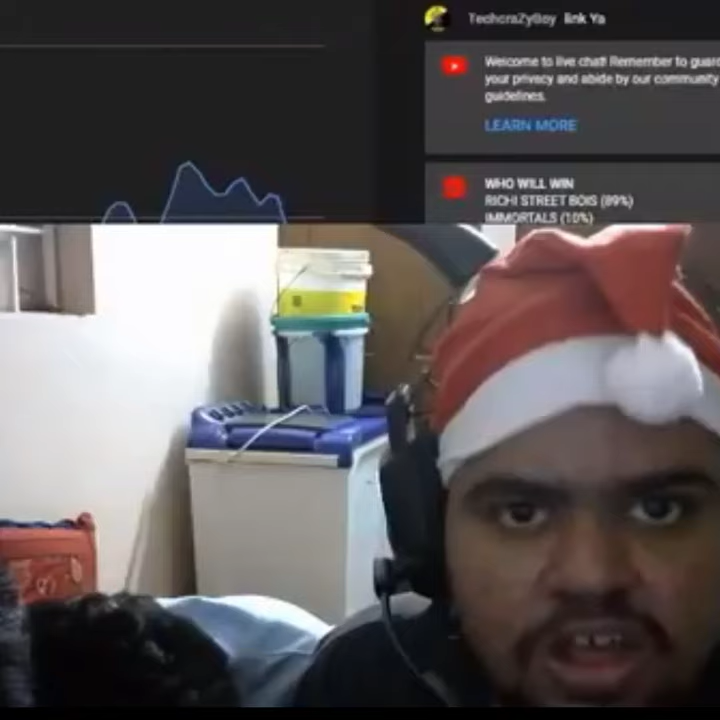 TechcraZyBoy link Ya
Welcome to live chat! Remember to guard
your privacy and abide by our community
guidelines.
LEARN MORE
WHO WILL WIN
RICHI STREET BOIS (89%)
IMMORTALS (10%)